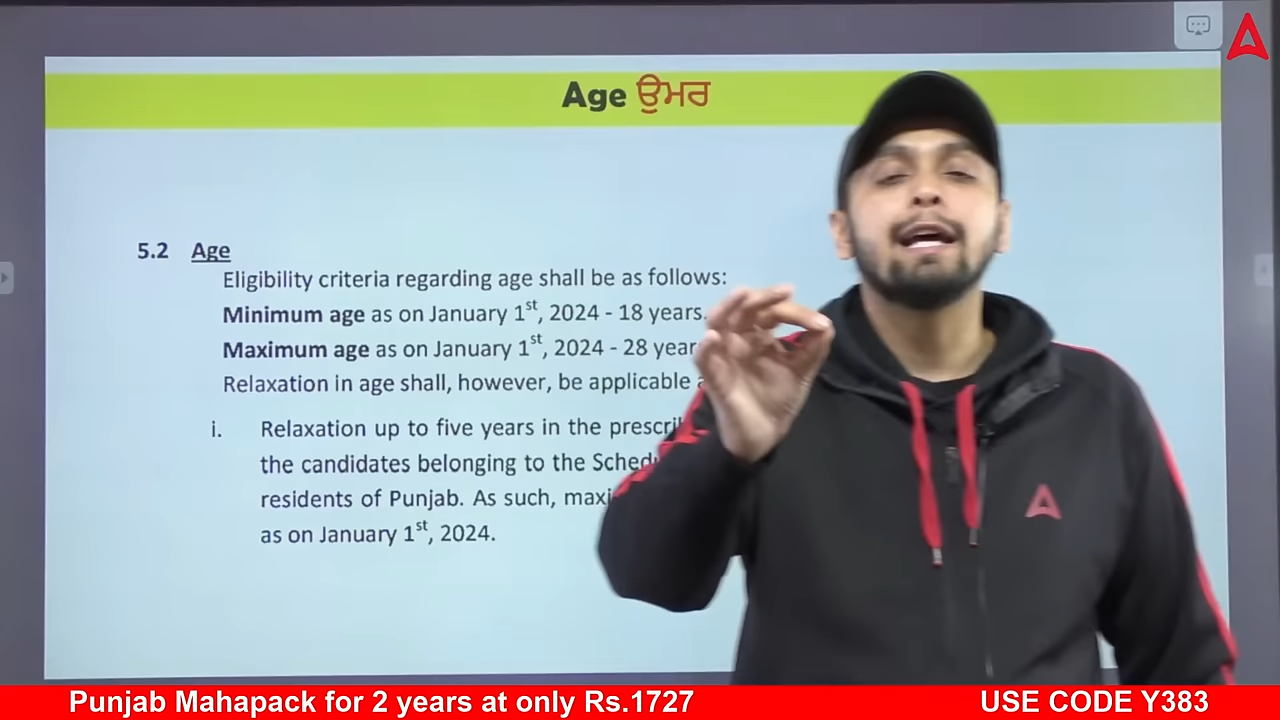 Age ਉਮਰ
5.2 Age
Eligibility criteria regarding age shall be as follows:
Minimum age as on January 1st, 2024 - 18 years.
Maximum age as on January 1st, 2024 - 28 year
Relaxation in age shall, however, be applicable
i. Relaxation up to five years in the
the candidates belonging to the
residents of Punjab. As such,
as on January 1st, 2024.
Punjab Mahapack for 2 years at only Rs.1727
USE CODE Y383